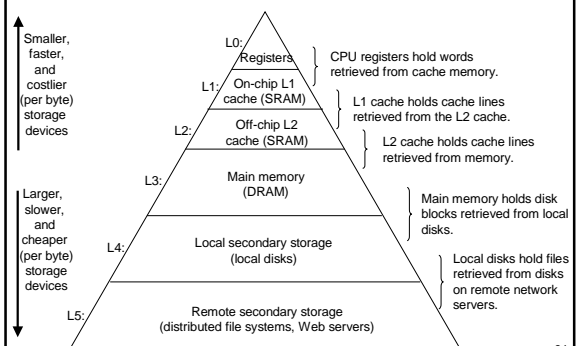 Smaller,
faster,
and
costlier
(per byte)
storage
devices
Larger,
slower,
and
cheaper
(per byte)
storage
devices
L0:
Registers
L1:
On-chip L1
cache (SRAM)
L2:
Off-chip L2
cache (SRAM)
L3:
Main memory
(DRAM)
L4:
Local secondary storage
(local disks)
L5:
Remote secondary storage
(distributed file systems, Web servers)
CPU registers hold words
retrieved from cache memory.
L1 cache holds cache lines
retrieved from the L2 cache.
L2 cache holds cache lines
retrieved from memory.
Main memory holds disk
blocks retrieved from local
disks.
Local disks hold files
retrieved from disks
on remote network
servers.